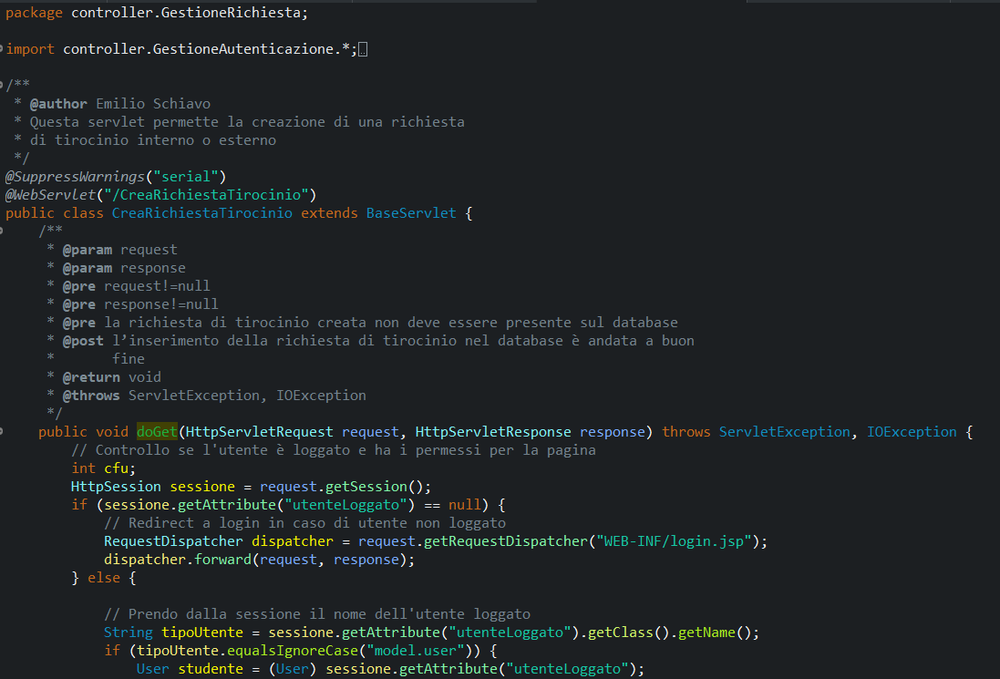 package controller.GestioneRichiesta;
import controller.GestioneAutenticazione.*;
/**
 * @author Emilio Schiavo
 * Questa servlet permette la creazione di una richiesta
 * di tirocinio interno o esterno
 */
@SuppressWarnings("serial")
@WebServlet("/CreaRichiestaTirocinio")
public class CreaRichiestaTirocinio extends BaseServlet {
    /**
     * @param request
     * @param response
     * @pre request!=null
     * @pre response!=null
     * @pre la richiesta di tirocinio creata non deve essere presente sul database
     * @post l’inserimento della richiesta di tirocinio nel database è andata a buon
     *       fine
     * @return void
     * @throws ServletException, IOException
     */
    public void doGet(HttpServletRequest request, HttpServletResponse response) throws ServletException, IOException {
        // Controllo se l'utente è loggato e ha i permessi per la pagina
        int cfu;
        HttpSession sessione = request.getSession();
        if (sessione.getAttribute("utenteLoggato") == null) {
            // Redirect a login in caso di utente non loggato
            RequestDispatcher dispatcher = request.getRequestDispatcher("WEB-INF/login.jsp");
            dispatcher.forward(request, response);
        } else {
            // Prendo dalla sessione il nome dell'utente loggato
            String tipoUtente = sessione.getAttribute("utenteLoggato").getClass().getName();
            if (tipoUtente.equalsIgnoreCase("model.user")) {
                User studente = (User) sessione.getAttribute("utenteLoggato");